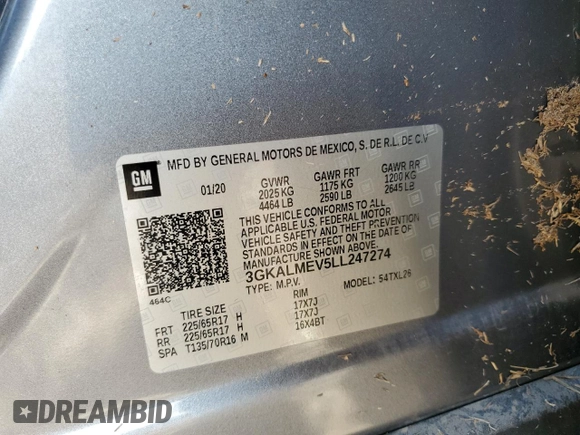 GM
MFD BY GENERAL MOTORS DE MEXICO, S. DE R.L. DE C.V
01/20 GVWR GAWR FRT GAWR RR
2025 KG 1175 KG 1200 KG
4464 LB 2590 LB 2645 LB
THIS VEHICLE CONFORMS TO ALL
APPLICABLE U.S. FEDERAL MOTOR
VEHICLE SAFETY AND THEFT PREVENTION
STANDARDS IN EFFECT ON THE DATE OF
MANUFACTURE SHOWN ABOVE.
3GKALMEV5LL247274
TYPE: M.P.V. MODEL: 54TXL26
464C
TIRE SIZE RIM
FRT 225/65R17 H 17X7J
RR 225/65R17 H 17X7J
SPA T135/70R16 M 16X4BT
DREAMBID